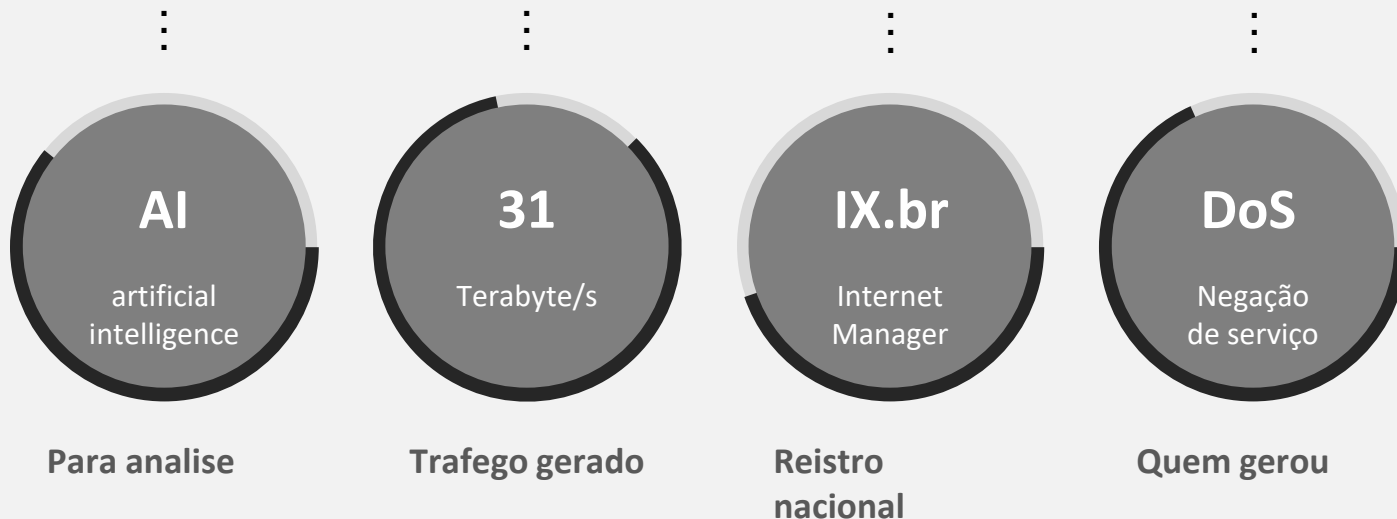 AI
artificial
intelligence
Para analise
31
Terabyte/s
Trafego gerado
IX.br
Internet
Manager
Reistro
nacional
DoS
Negação
de serviço
Quem gerou